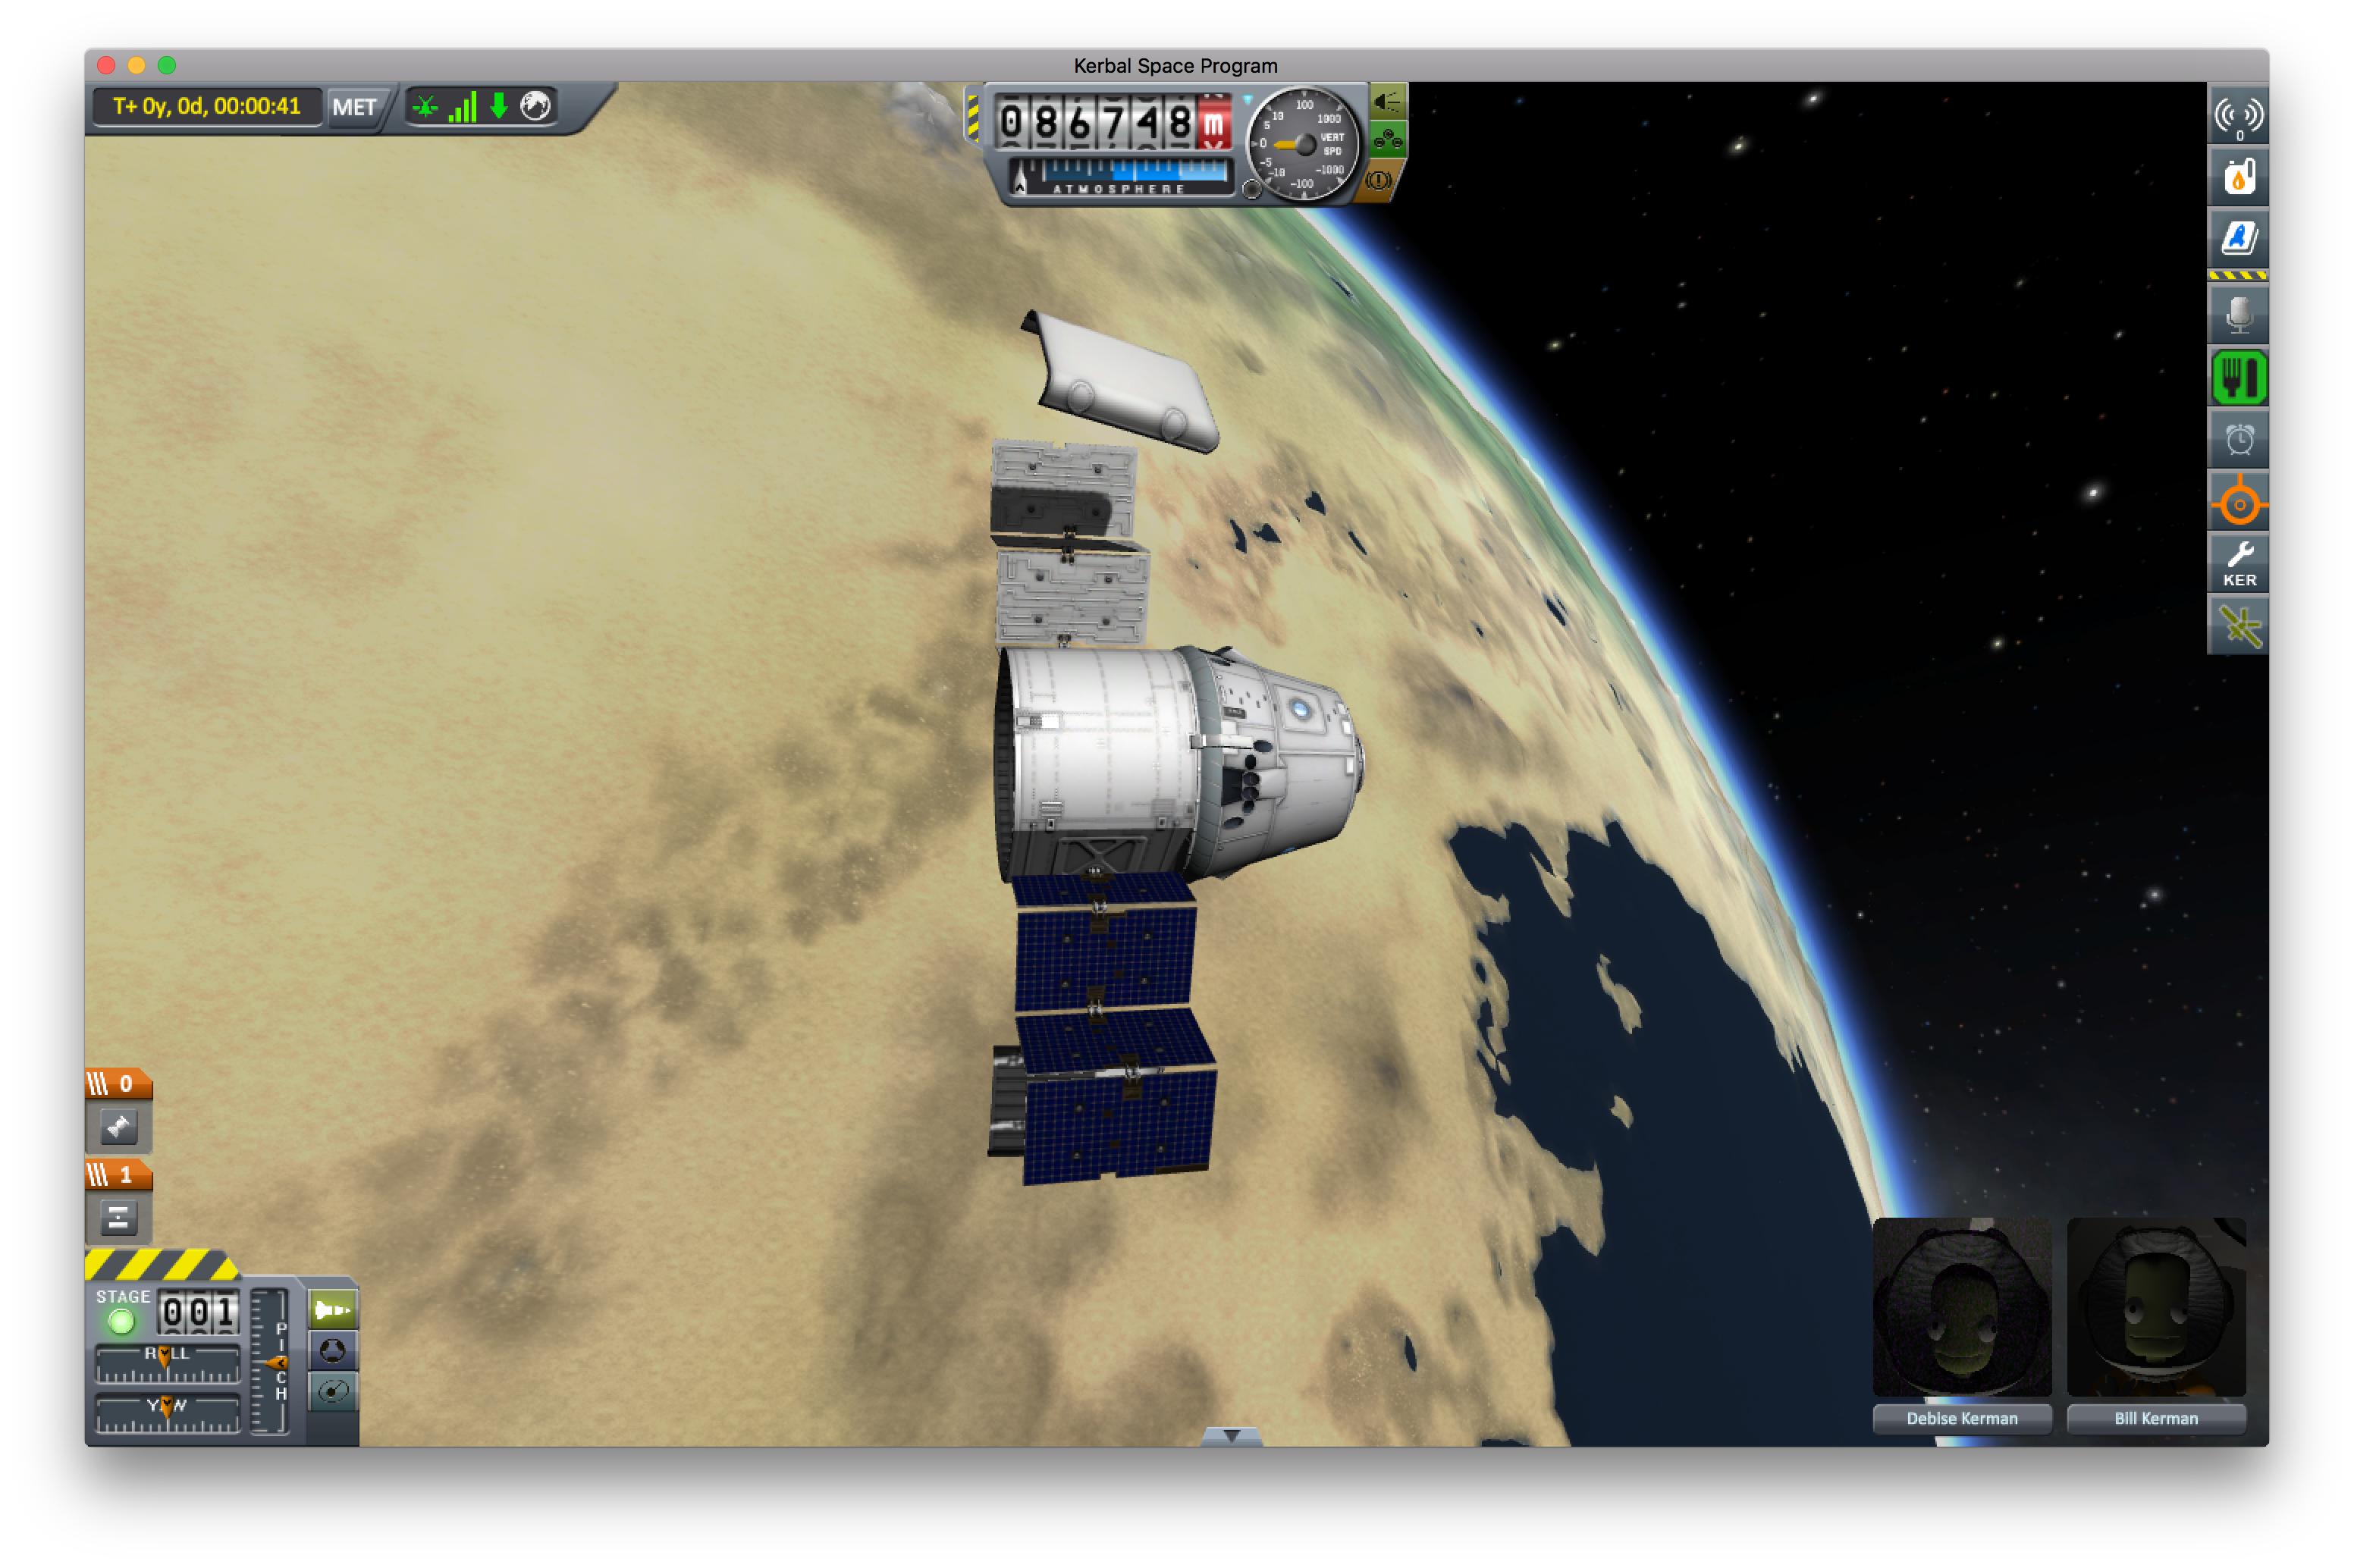 Kerbal Space Program
T+ 0y, 0d, 00:00:41
MET
086748m
ATMOSPHERE
100
10
1000
5
VERT
0
SPD
-5
-10
-1000
-100
0
KER
0
1
STAGE
001
ROLL
YAW
PITCH
Debise Kerman
Bill Kerman